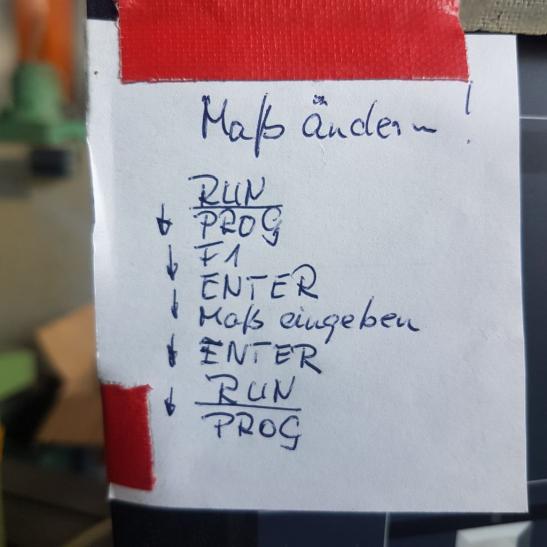 Maß ändern !
RUN
↓ PROG
↓ F1
↓ ENTER
Maß eingeben
↓ ENTER
↓ RUN
PROG